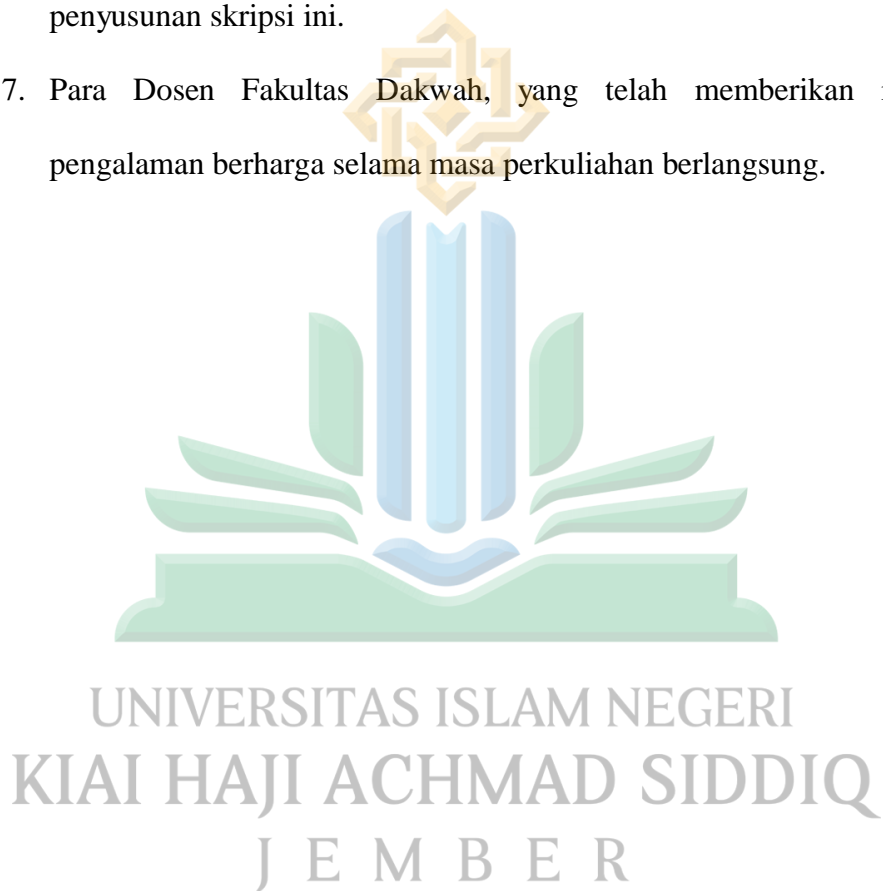 penyusunan skripsi ini.
7. Para Dosen Fakultas Dakwah, yang telah memberikan
pengalaman berharga selama masa perkuliahan berlangsung.
UNIVERSITAS ISLAM NEGERI
KIAI HAJI ACHMAD SIDDIQ
JEMBER